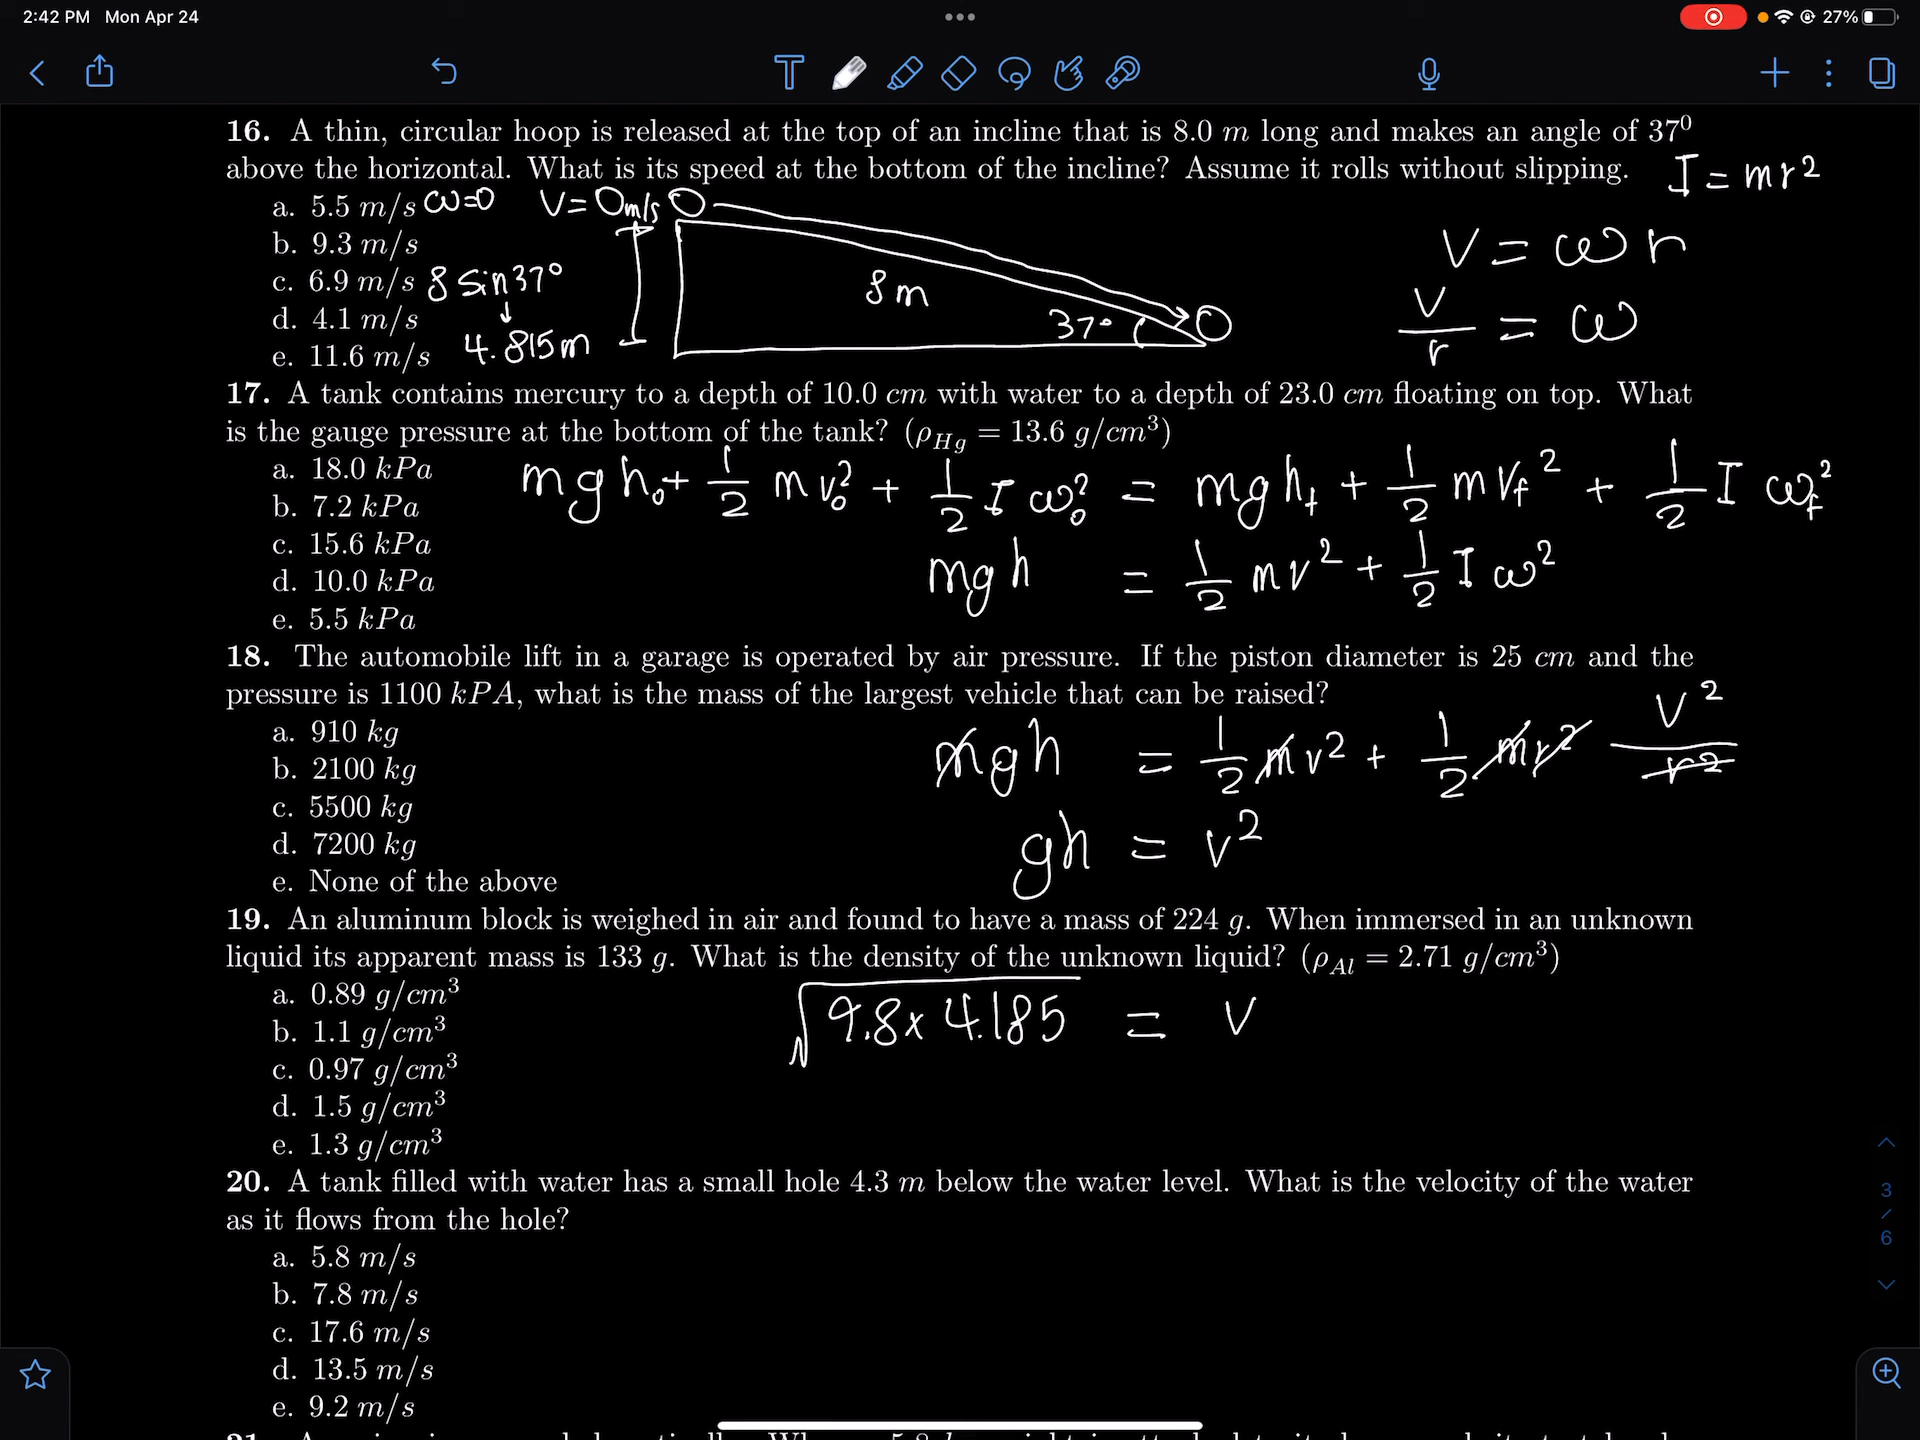 2:42 PM Mon Apr 24
27%
16. A thin, circular hoop is released at the top of an incline that is 8.0 m long and makes an angle of 37⁰
above the horizontal. What is its speed at the bottom of the incline? Assume it rolls without slipping. I = mr²
a. 5.5 m/s ω=0 V= 0m/s
b. 9.3 m/s V = ωr
c. 6.9 m/s 8 sin37° 8m
d. 4.1 m/s 37° V/r = ω
e. 11.6 m/s 4.815m
17. A tank contains mercury to a depth of 10.0 cm with water to a depth of 23.0 cm floating on top. What
is the gauge pressure at the bottom of the tank? (ρHg = 13.6 g/cm³)
a. 18.0 kPa mgh₀ + 1/2 mv₀² + 1/2 I ω₀² = mghf + 1/2 mVf² + 1/2 I ωf²
b. 7.2 kPa
c. 15.6 kPa mgh = 1/2 mv² + 1/2 I ω²
d. 10.0 kPa
e. 5.5 kPa
18. The automobile lift in a garage is operated by air pressure. If the piston diameter is 25 cm and the
pressure is 1100 kPA, what is the mass of the largest vehicle that can be raised?
a. 910 kg mgh = 1/2 mv² + 1/2 mr² V²/r²
b. 2100 kg
c. 5500 kg
d. 7200 kg gh = v²
e. None of the above
19. An aluminum block is weighed in air and found to have a mass of 224 g. When immersed in an unknown
liquid its apparent mass is 133 g. What is the density of the unknown liquid? (ρAl = 2.71 g/cm³)
a. 0.89 g/cm³ √9.8x 4.185 = V
b. 1.1 g/cm³
c. 0.97 g/cm³
d. 1.5 g/cm³
e. 1.3 g/cm³
20. A tank filled with water has a small hole 4.3 m below the water level. What is the velocity of the water
as it flows from the hole?
a. 5.8 m/s
b. 7.8 m/s
c. 17.6 m/s
d. 13.5 m/s
e. 9.2 m/s
3
/
6